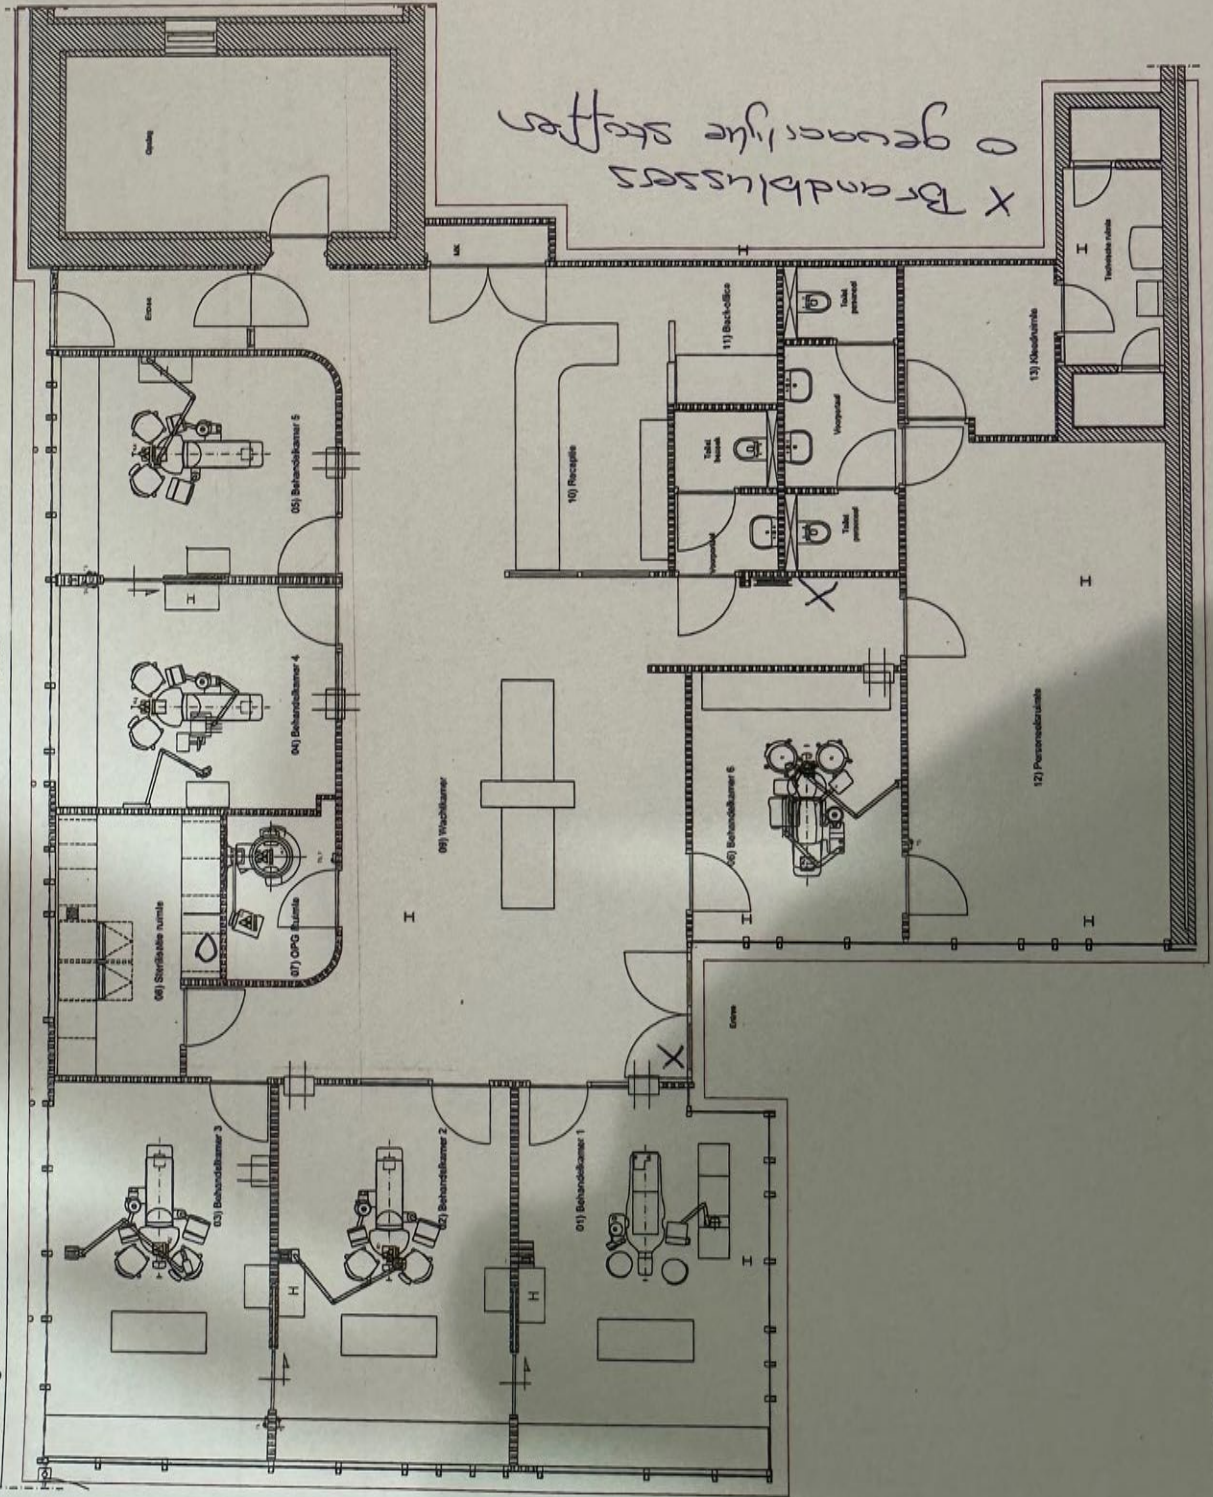 X Brandblussers
O gevaarlijke stoffen
Opslag
Entree
MK
05) Behandelkamer 5
10) Receptie
11) Back-office
Toilet personeel
Toilet bezoek
Voorportaal
Voorportaal
Toilet personeel
13) Kleedruimte
Technische ruimte
04) Behandelkamer 4
H
X
09) Wachtkamer
06) Behandelkamer 6
12) Personeelsruimte
08) Sterilisatie ruimte
07) OPG Ruimte
Entree
X
03) Behandelkamer 3
02) Behandelkamer 2
01) Behandelkamer 1
H
H